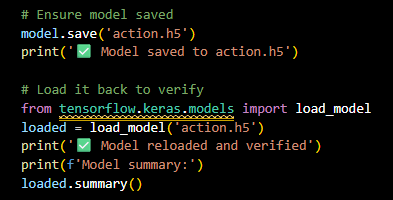 # Ensure model saved
model.save('action.h5')
print('✅ Model saved to action.h5')

# Load it back to verify
from tensorflow.keras.models import load_model
loaded = load_model('action.h5')
print('✅ Model reloaded and verified')
print(f'Model summary:')
loaded.summary()